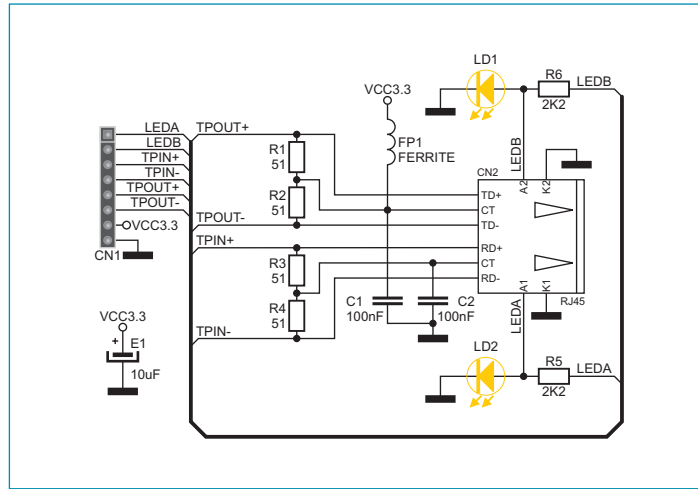 LD1
R6
LEDB
2K2
VCC3.3
LEDA
TPOUT+
LEDB
TPIN+
TPIN-
TPOUT+
TPOUT-
VCC3.3
CN1
R1
51
R2
51
FP1
FERRITE
LEDB
CN2
A2
K2
TD+
CT
TD-
RD+
CT
RD-
TPOUT-
TPIN+
R3
51
R4
51
TPIN-
C1
100nF
C2
100nF
A1
K1
RJ45
LEDA
VCC3.3
+
E1
10uF
LD2
R5
LEDA
2K2